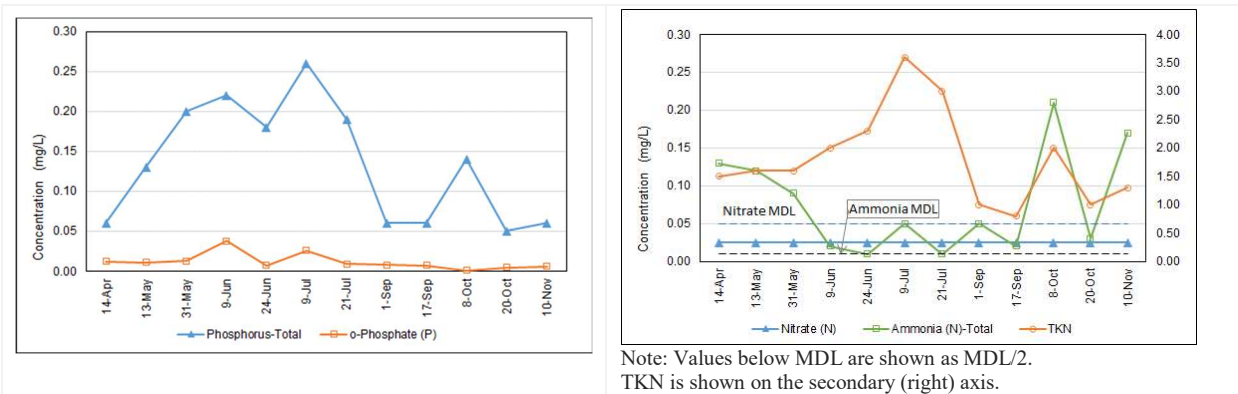 0.30
0.25
0.20
0.15
0.10
0.05
0.00
Concentration (mg/L)
14-Apr
13-May
31-May
9-Jun
24-Jun
9-Jul
21-Jul
1-Sep
17-Sep
8-Oct
20-Oct
10-Nov
Phosphorus-Total
o-Phosphate (P)
0.30
0.25
0.20
0.15
0.10
0.05
0.00
Concentration (mg/L)
4.00
3.50
3.00
2.50
2.00
1.50
1.00
0.50
0.00
Nitrate MDL
Ammonia MDL
14-Apr
13-May
31-May
9-Jun
24-Jun
9-Jul
21-Jul
1-Sep
17-Sep
8-Oct
20-Oct
10-Nov
Nitrate (N)
Ammonia (N)-Total
TKN
Note: Values below MDL are shown as MDL/2.
TKN is shown on the secondary (right) axis.